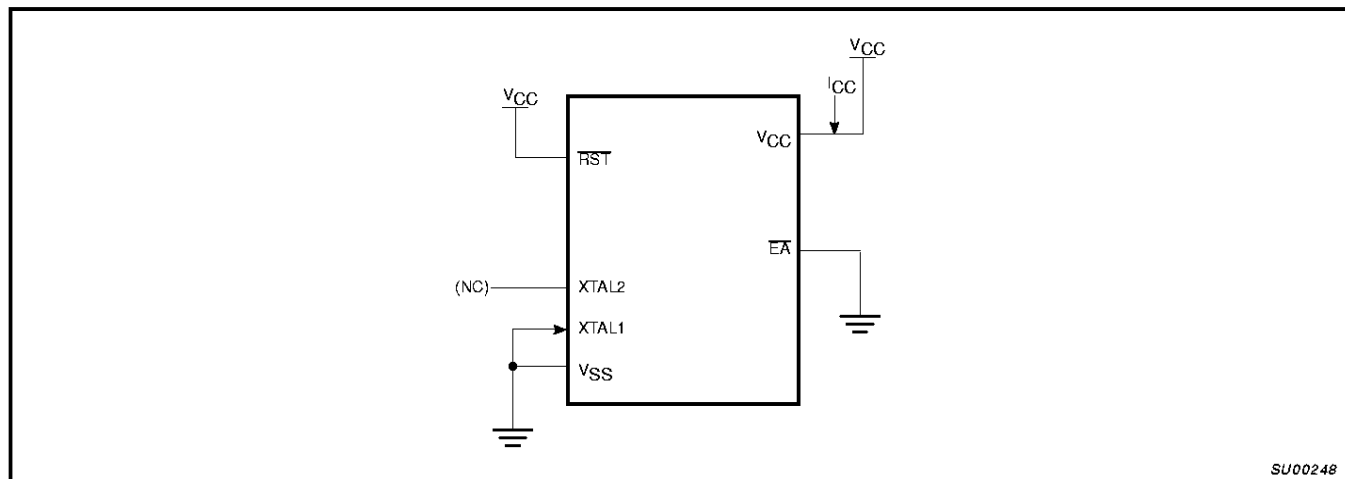 VCC
ICC
VCC
VCC
RST
EA
(NC)
XTAL2
XTAL1
VSS
SU00248